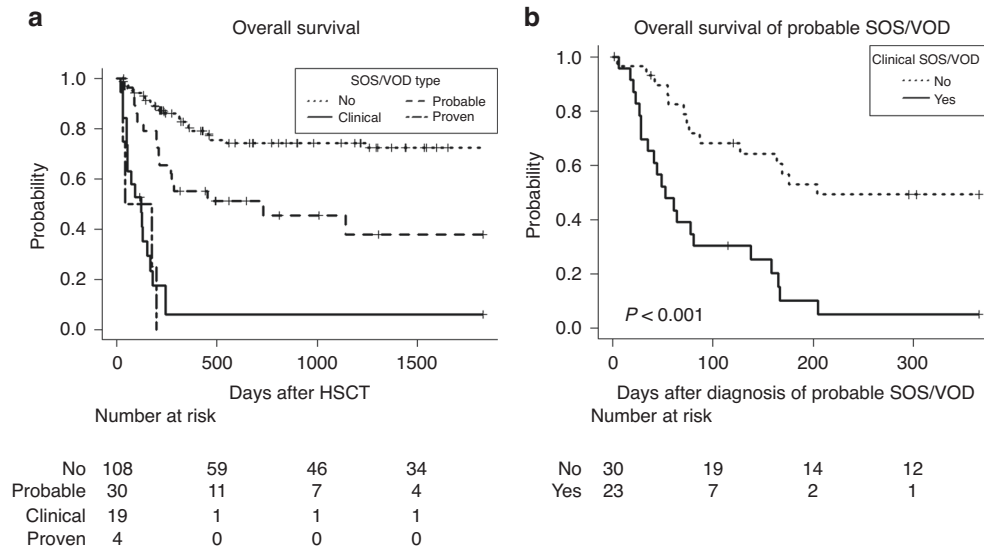 a
Overall survival
SOS/VOD type
No
Probable
Clinical
Proven
Probability
1.0
0.8
0.6
0.4
0.2
0.0
0 500 1000 1500
Days after HSCT
Number at risk
No 108 59 46 34
Probable 30 11 7 4
Clinical 19 1 1 1
Proven 4 0 0 0
b
Overall survival of probable SOS/VOD
Clinical SOS/VOD
No
Yes
Probability
1.0
0.8
0.6
0.4
0.2
0.0
P < 0.001
0 100 200 300
Days after diagnosis of probable SOS/VOD
Number at risk
No 30 19 14 12
Yes 23 7 2 1